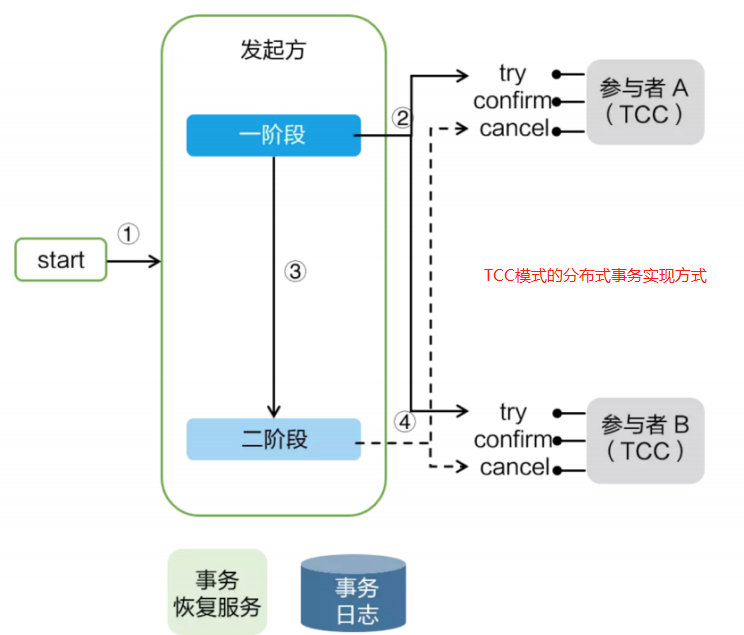 发起方
start
①
一阶段
②
③
二阶段
④
try
confirm
cancel
参与者 A
（TCC）
TCC模式的分布式事务实现方式
try
confirm
cancel
参与者 B
（TCC）
事务
恢复服务
事务
日志